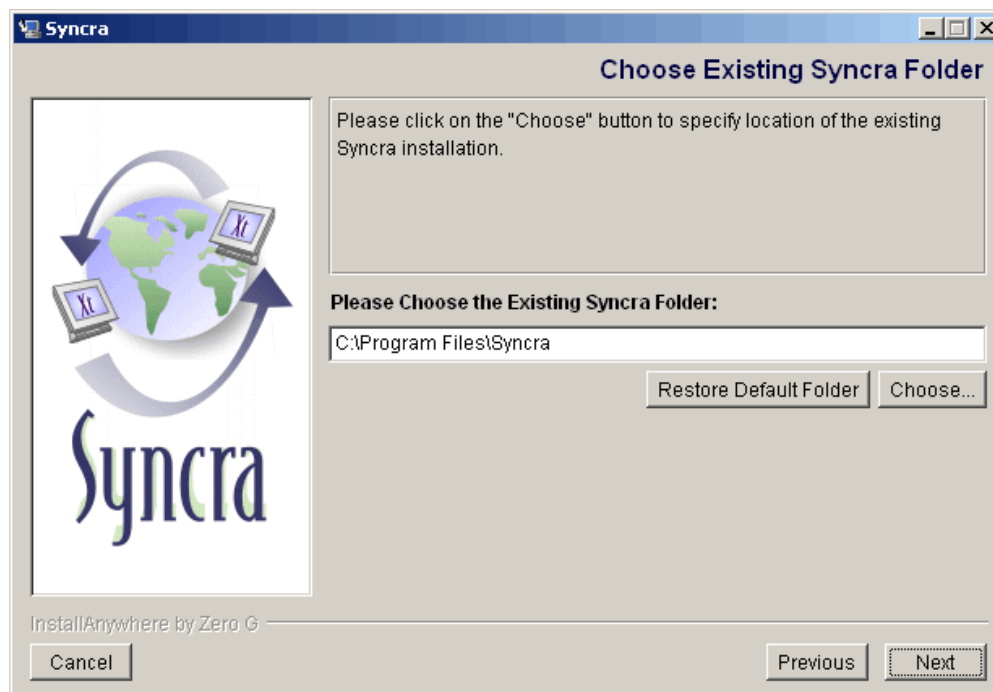 Syncra
Choose Existing Syncra Folder
Please click on the "Choose" button to specify location of the existing
Syncra installation.
Xt
Xt
Syncra
Please Choose the Existing Syncra Folder:
C:\Program Files\Syncra
Restore Default Folder
Choose...
InstallAnywhere by Zero G
Cancel
Previous
Next